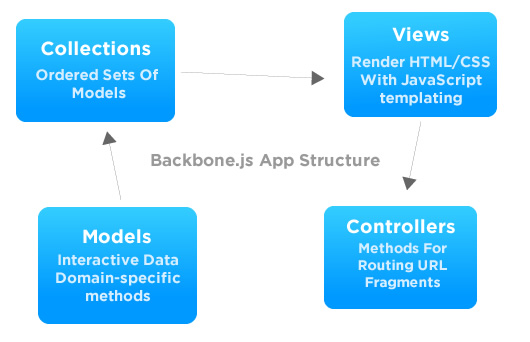 Collections
Ordered Sets Of
Models
Views
Render HTML/CSS
With JavaScript
templating
Backbone.js App Structure
Models
Interactive Data
Domain-specific
methods
Controllers
Methods For
Routing URL
Fragments